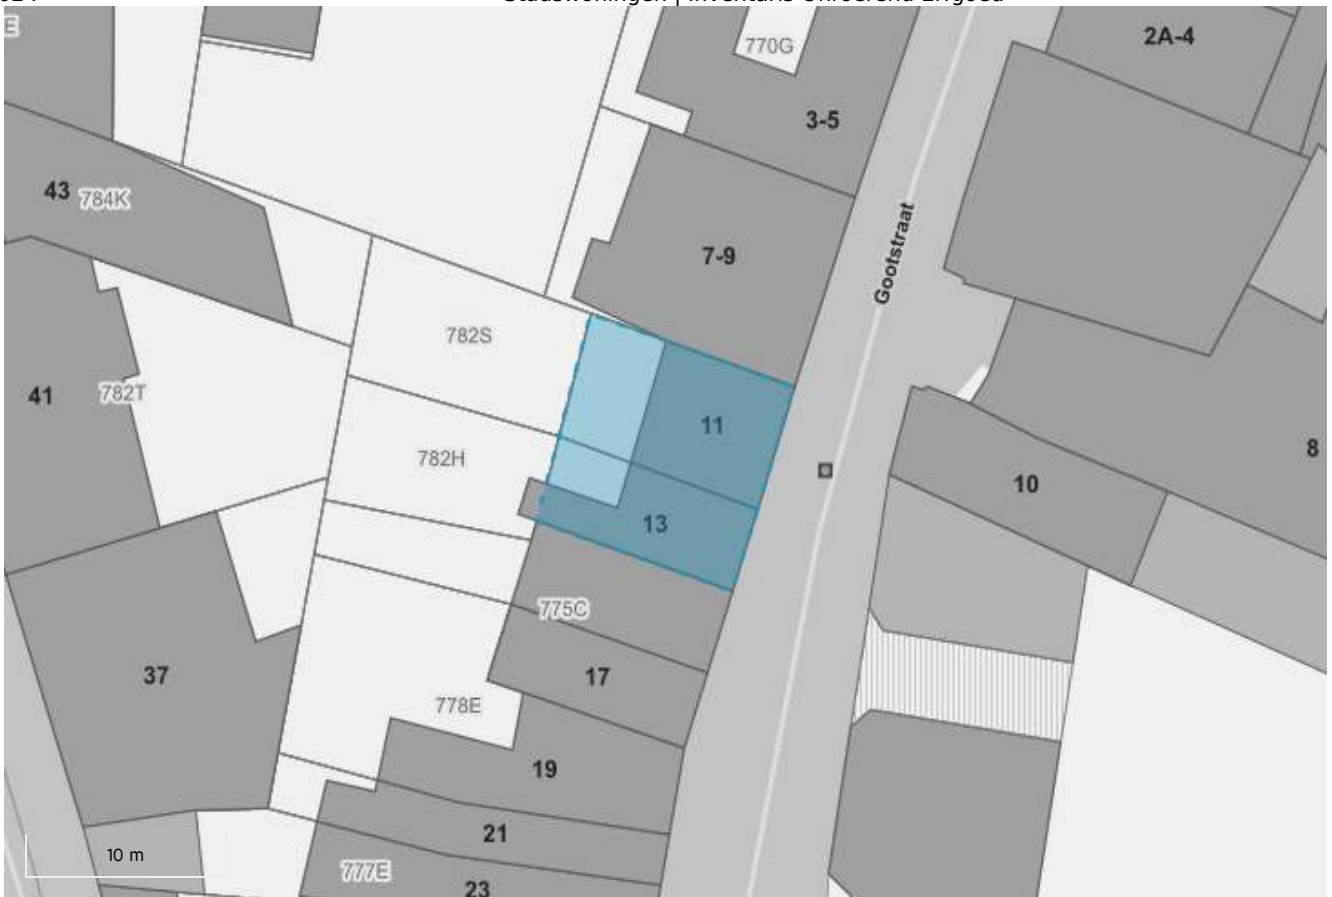 Stadswoningen | Inventaris Onroerend Erfgoed
E
770G
2A-4
3-5
43
784K
7-9
Gootstraat
782S
41
782T
11
782H
8
10
13
775C
37
17
778E
19
21
10 m
777E
23